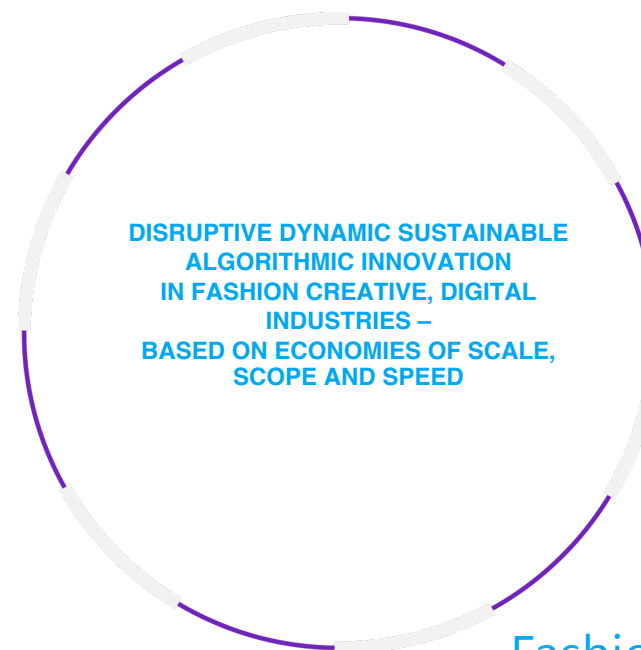 DISRUPTIVE DYNAMIC SUSTAINABLE
ALGORITHMIC INNOVATION
IN FASHION CREATIVE, DIGITAL
INDUSTRIES –
BASED ON ECONOMIES OF SCALE,
SCOPE AND SPEED